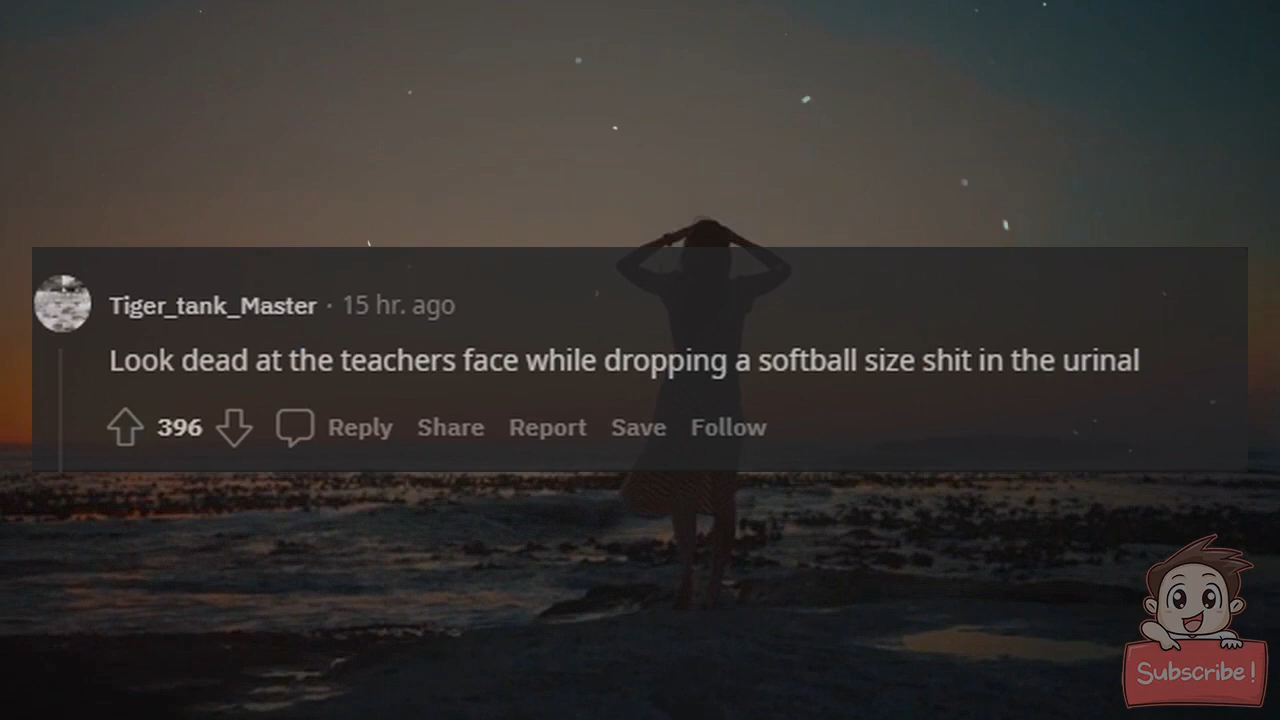 Tiger_tank_Master · 15 hr. ago
Look dead at the teachers face while dropping a softball size shit in the urinal
396 Reply Share Report Save Follow
Subscribe!